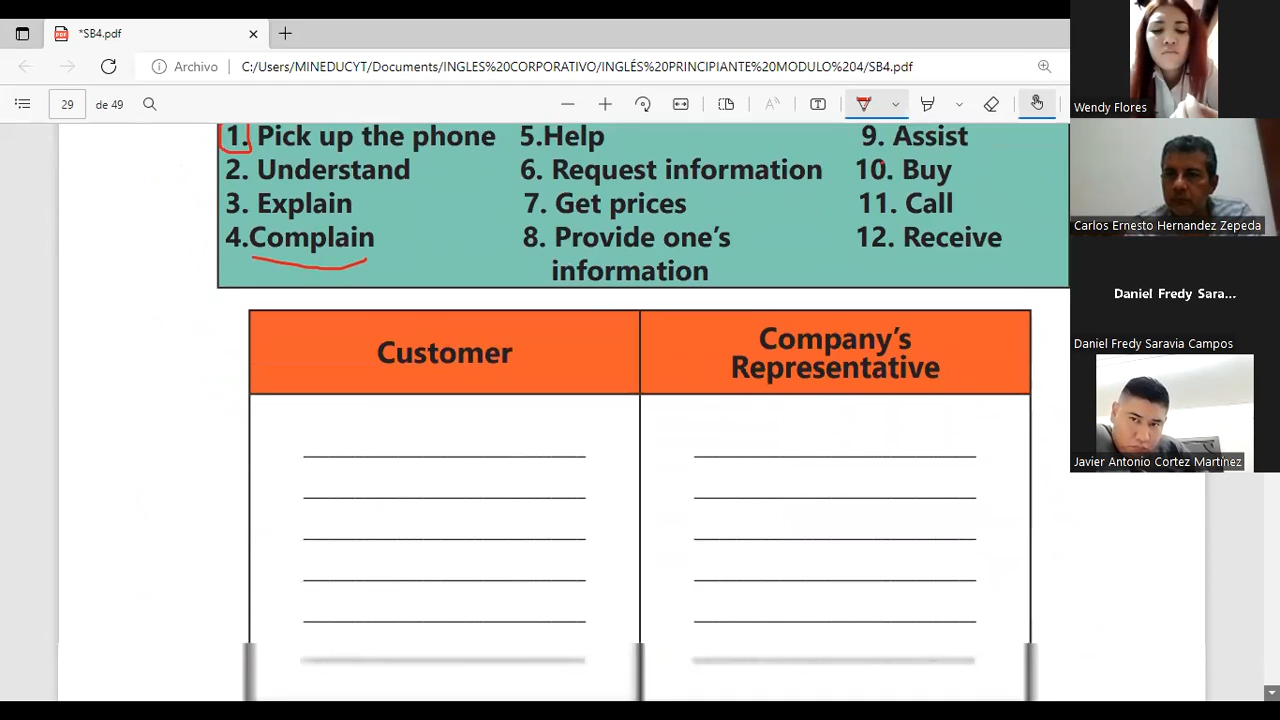 *SB4.pdf
Archivo C:/Users/MINEDUCYT/Documents/INGLES%20CORPORATIVO/INGLÉS%20PRINCIPIANTE%20MODULO%204/SB4.pdf
29 de 49
1. Pick up the phone 5.Help 9. Assist
2. Understand 6. Request information 10. Buy
3. Explain 7. Get prices 11. Call
4.Complain 8. Provide one's 12. Receive
information
Customer
Company's
Representative
Wendy Flores
Carlos Ernesto Hernandez Zepeda
Daniel Fredy Sara...
Daniel Fredy Saravia Campos
Javier Antonio Cortez Martínez